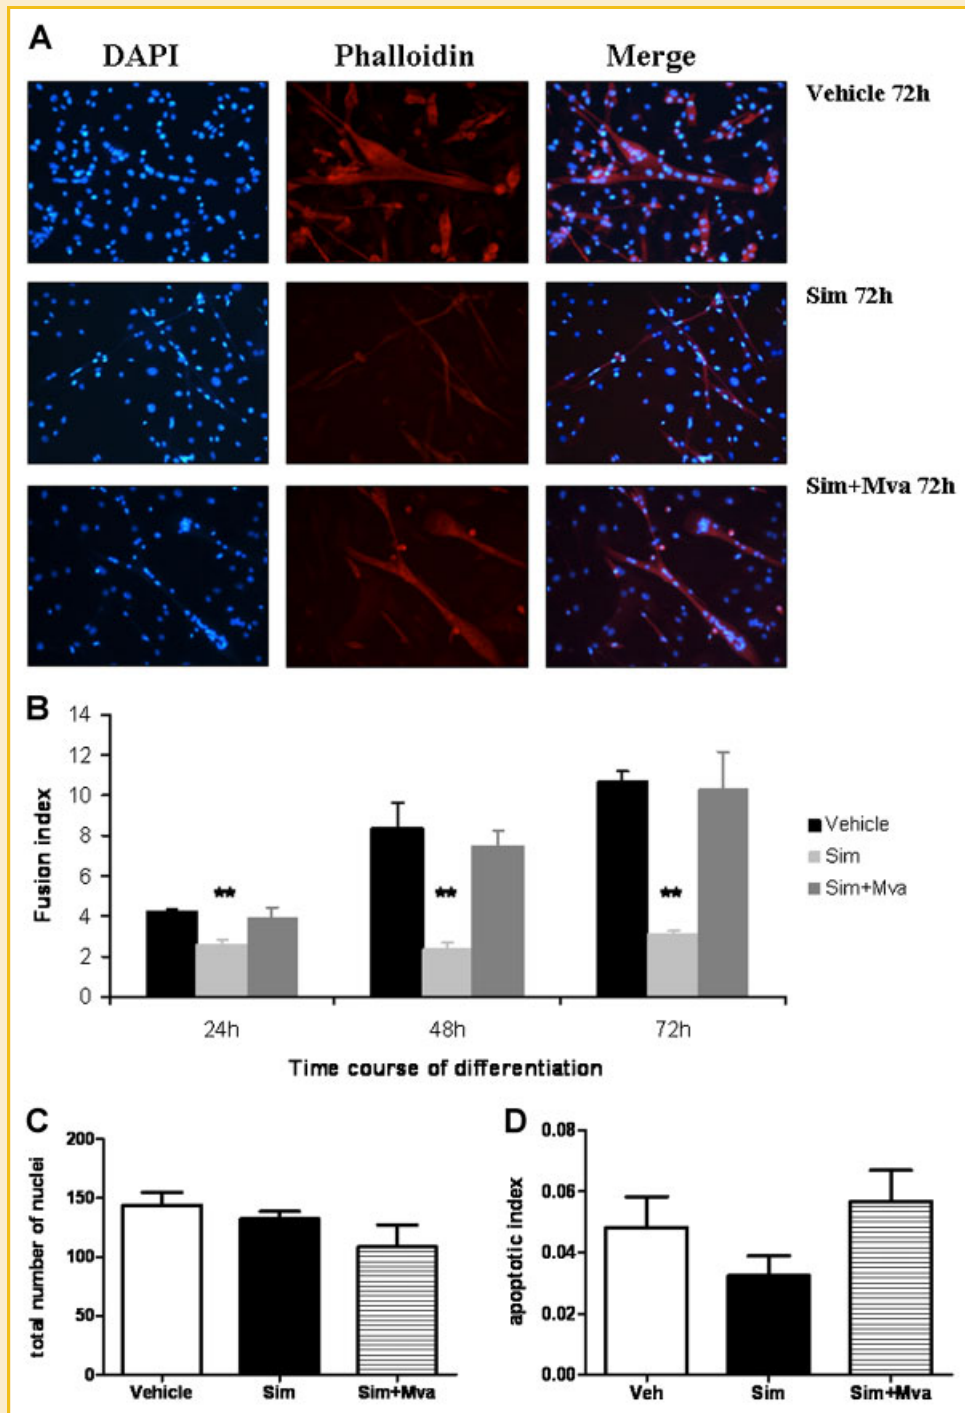 A
DAPI Phalloidin Merge
Vehicle 72h
Sim 72h
Sim+Mva 72h
B
14
12
10
8
6
4
2
0
Fusion index
** ** **
Vehicle
Sim
Sim+Mva
24h 48h 72h
Time course of differentiation
C
200
150
100
50
0
total number of nuclei
Vehicle Sim Sim+Mva
D
0.08
0.06
0.04
0.02
0.00
apoptotic index
Veh Sim Sim+Mva